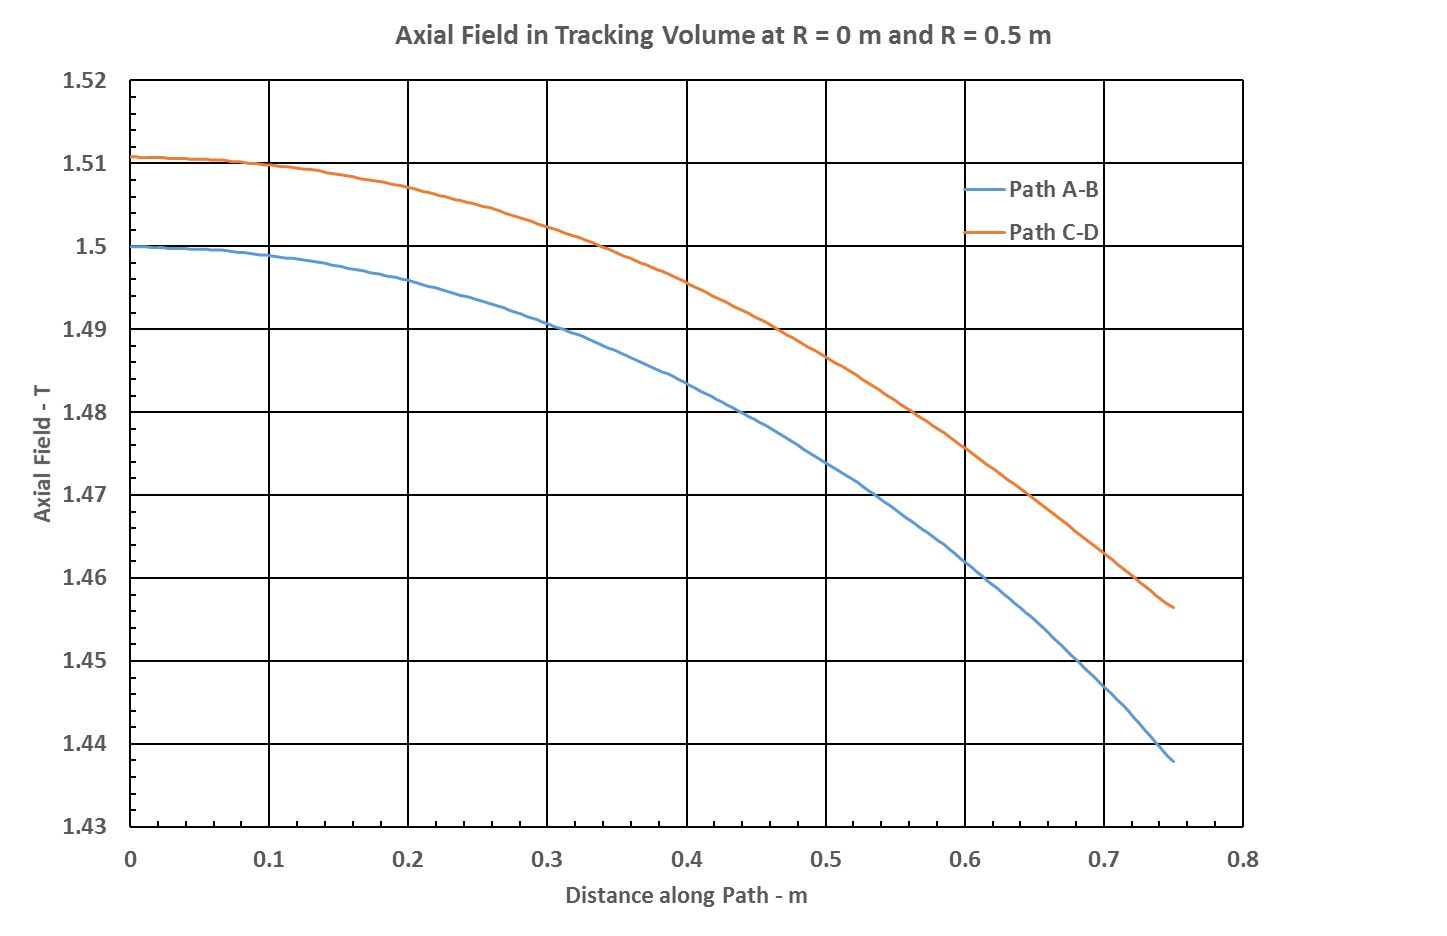 Axial Field in Tracking Volume at R = 0 m and R = 0.5 m
1.52
1.51
1.5
1.49
1.48
1.47
1.46
1.45
1.44
1.43
Axial Field - T
Path A-B
Path C-D
0 0.1 0.2 0.3 0.4 0.5 0.6 0.7 0.8
Distance along Path - m